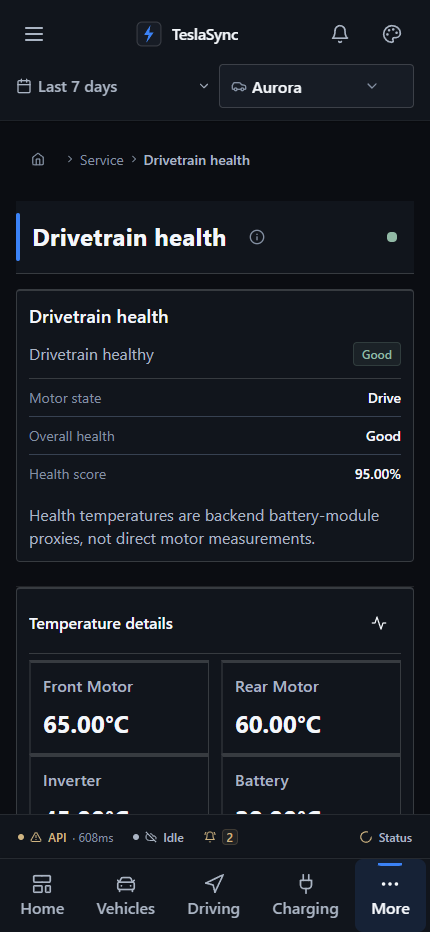 TeslaSync
Last 7 days
Aurora
Service
Drivetrain health
Drivetrain health
Drivetrain health
Drivetrain healthy
Good
Motor state
Drive
Overall health
Good
Health score
95.00%
Health temperatures are backend battery-module
proxies, not direct motor measurements.
Temperature details
Front Motor
Rear Motor
65.00°C
60.00°C
Inverter
Battery
API · 608ms
Idle
2
Status
Home
Vehicles
Driving
Charging
More